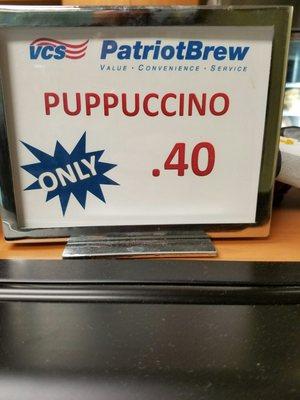 VCS PatriotBrew
VALUE · CONVENIENCE · SERVICE
PUPPUCCINO
ONLY .40